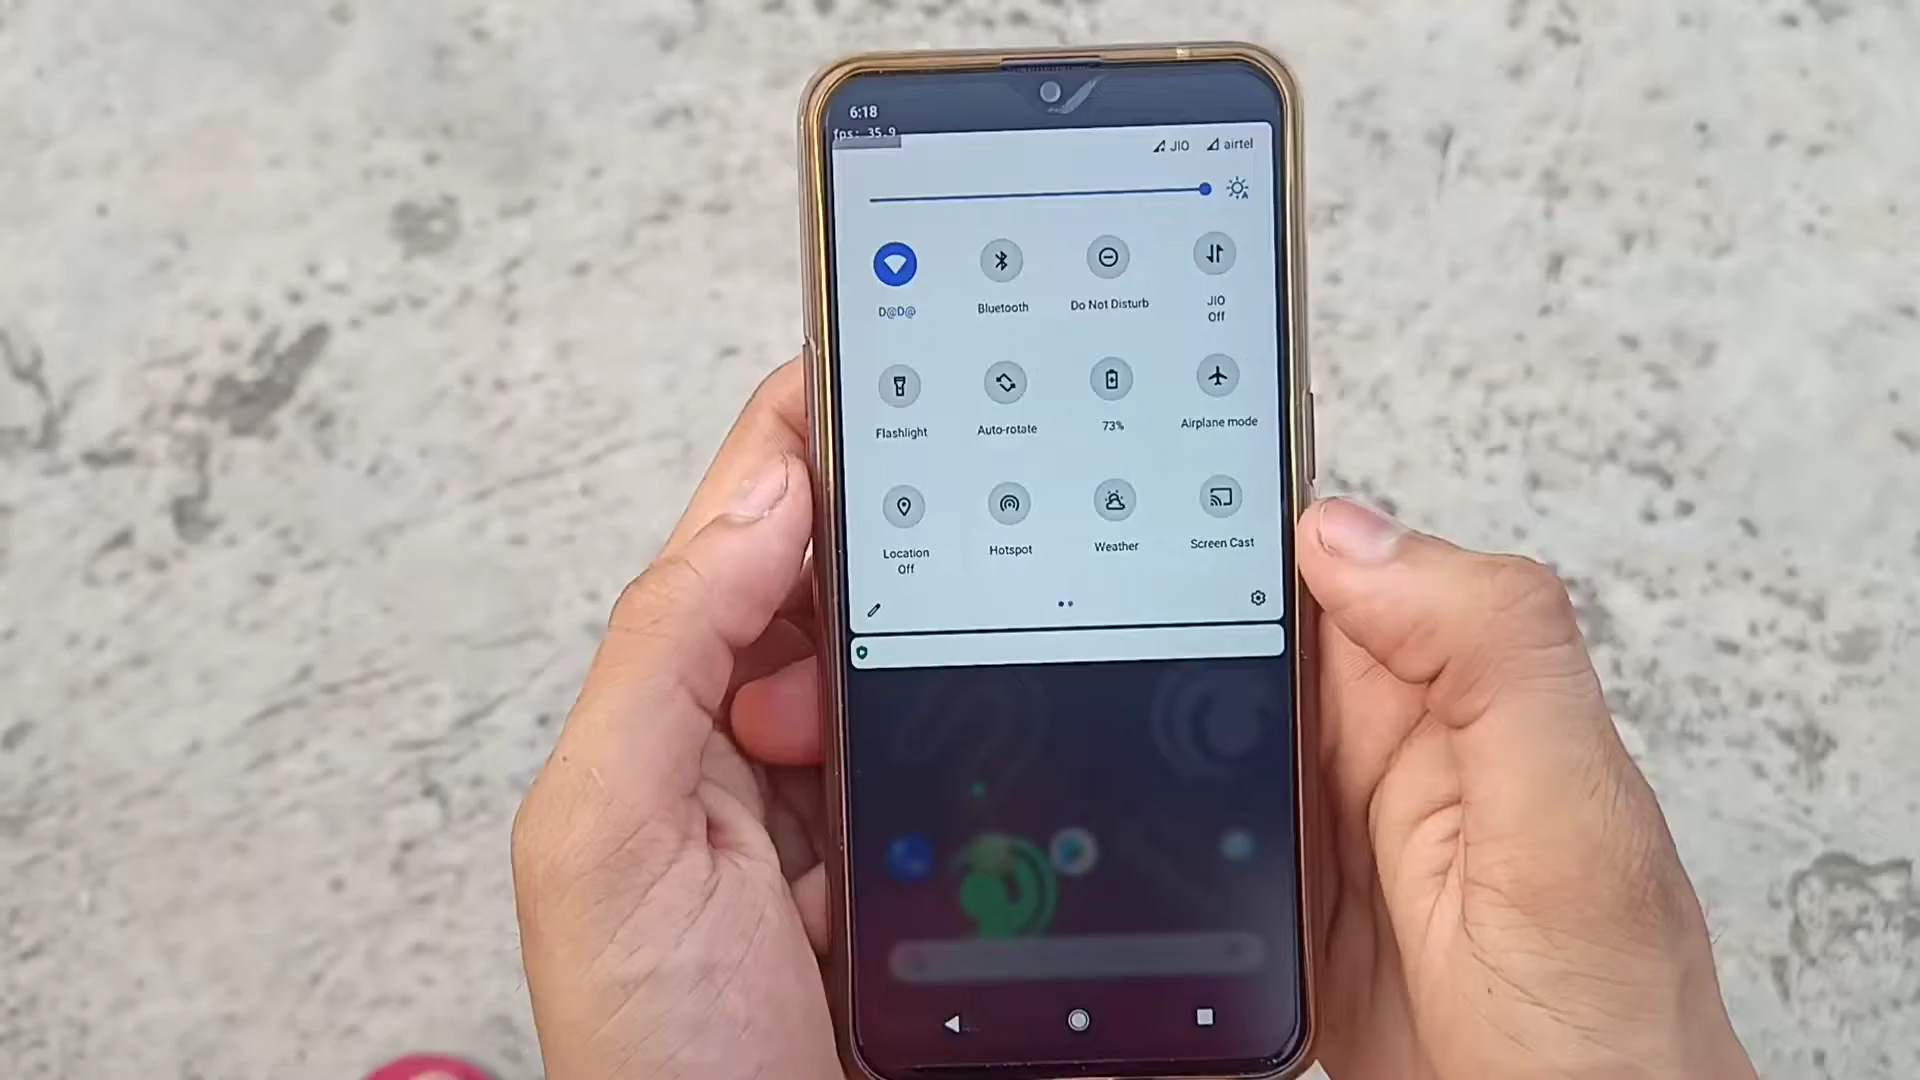 6:18
fps: 35.9
JIO airtel
D@D@
Bluetooth
Do Not Disturb
JIO
Off
Flashlight
Auto-rotate
73%
Airplane mode
Location
Off
Hotspot
Weather
Screen Cast